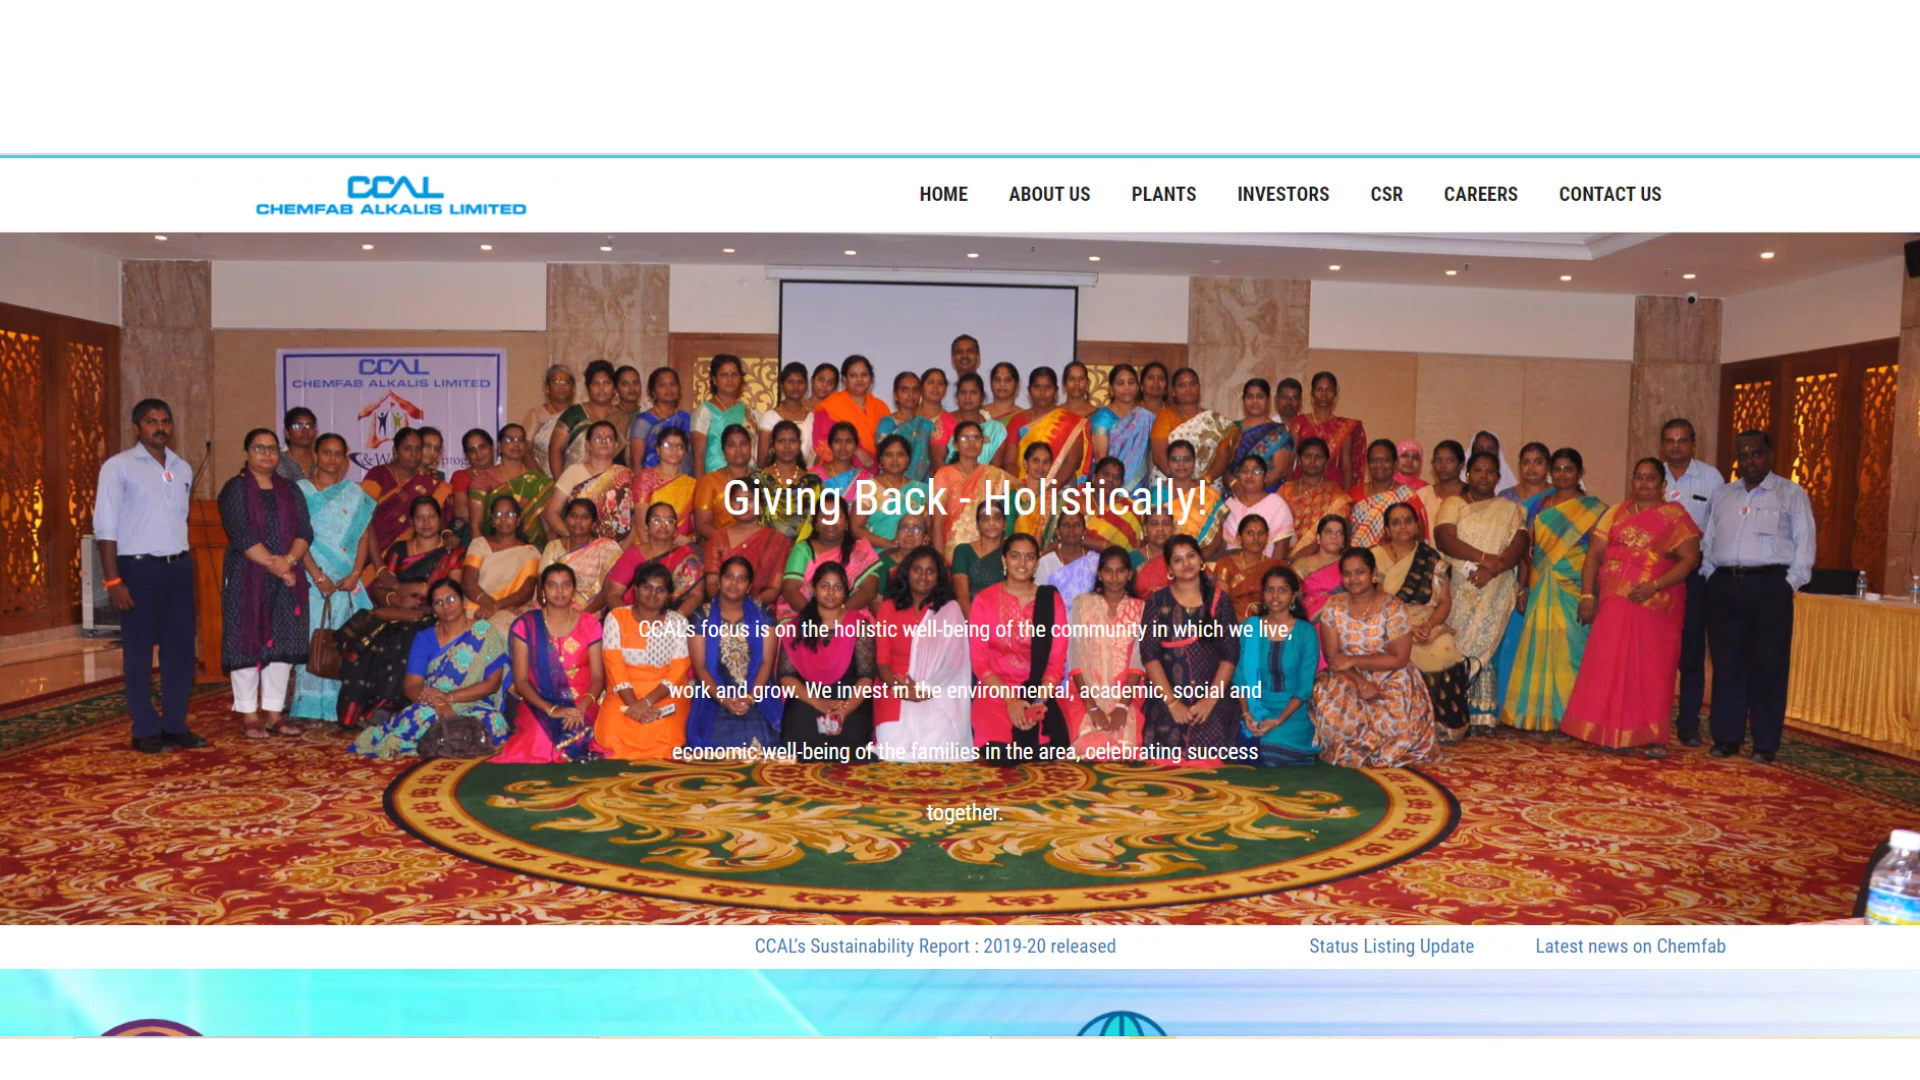 CCAL
CHEMFAB ALKALIS LIMITED
HOME ABOUT US PLANTS INVESTORS CSR CAREERS CONTACT US
CCAL
CHEMFAB ALKALIS LIMITED
Giving Back - Holistically!
CCAL's focus is on the holistic well-being of the community in which we live,
work and grow. We invest in the environmental, academic, social and
economic well-being of the families in the area, celebrating success
together.
CCAL's Sustainability Report : 2019-20 released Status Listing Update Latest news on Chemfab